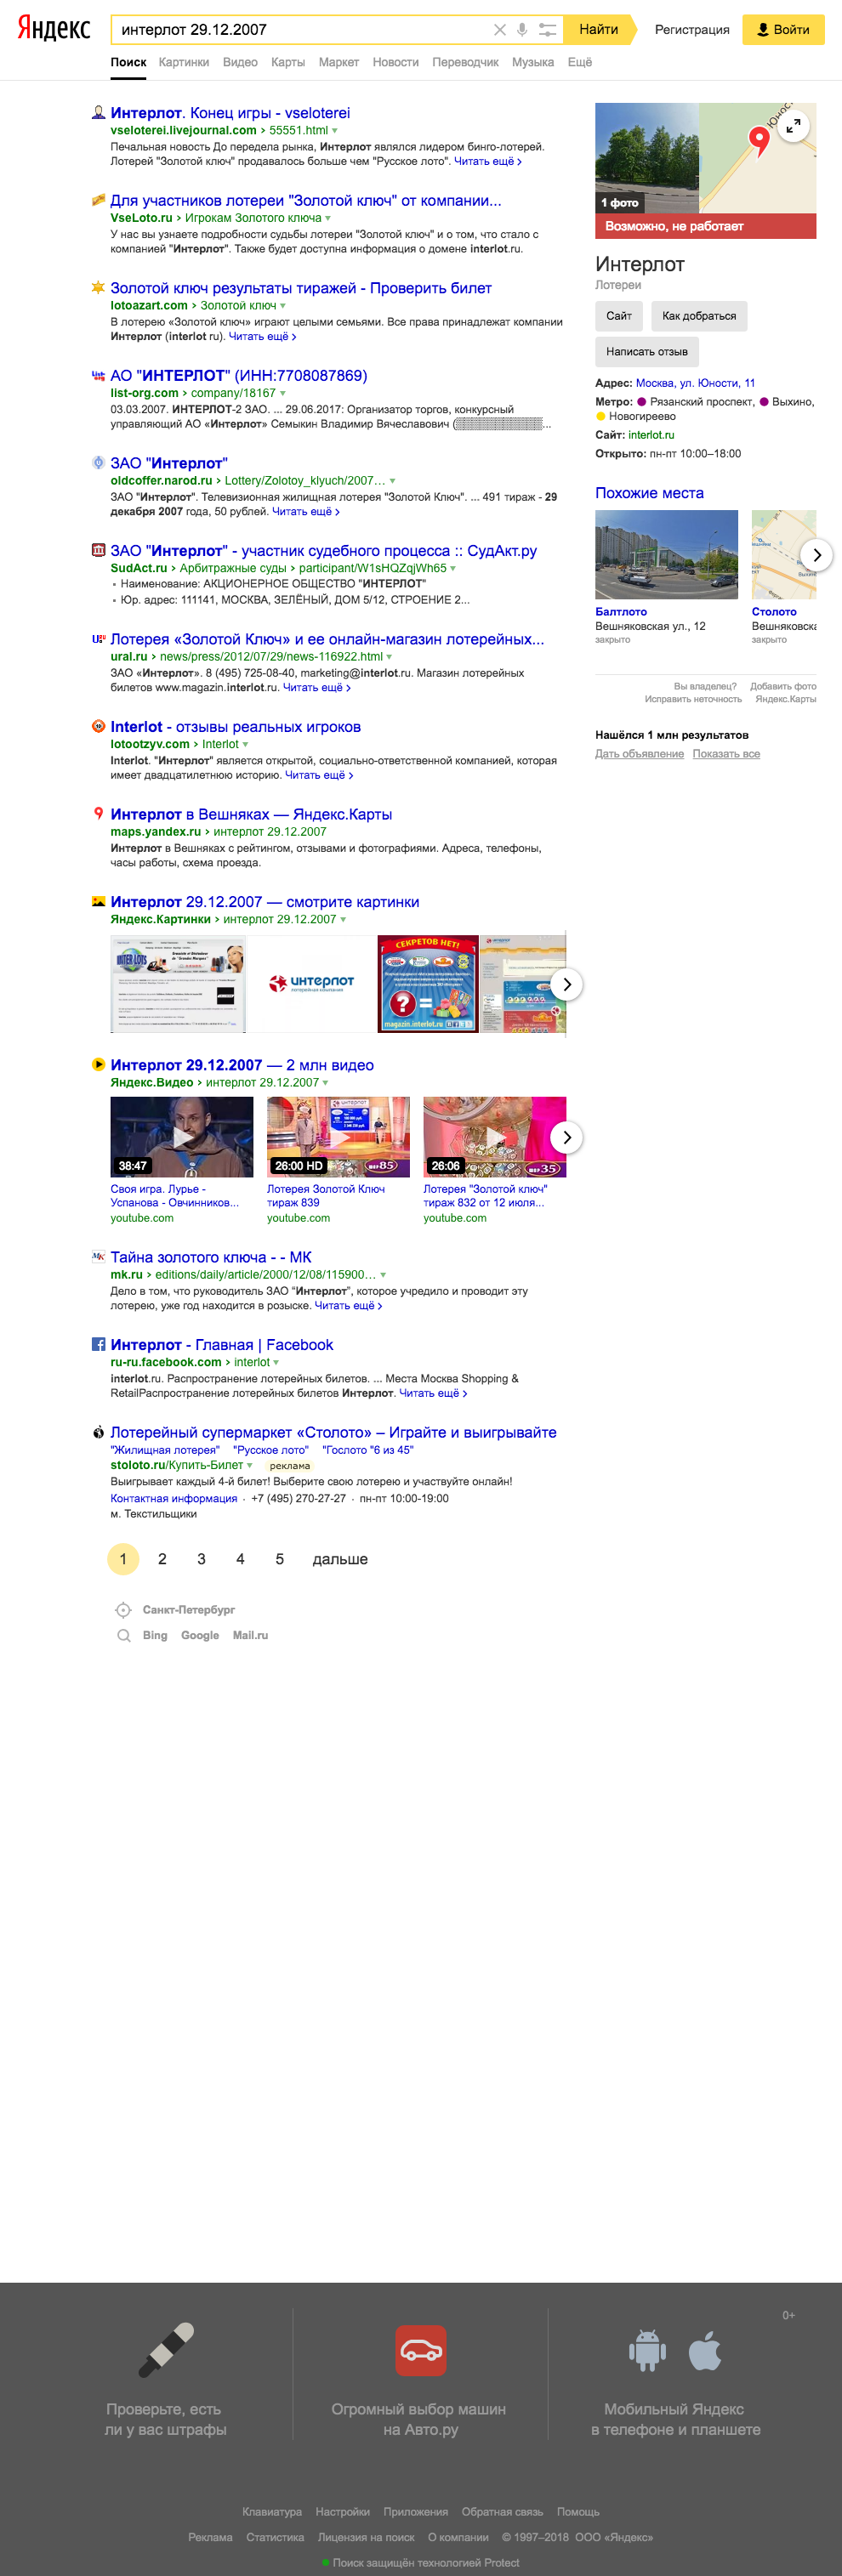 Яндекс
интерлот 29.12.2007
Найти
Регистрация
Войти
Поиск Картинки Видео Карты Маркет Новости Переводчик Музыка Ещё
Интерлот. Конец игры - vseloterei
vseloterei.livejournal.com › 55551.html
Печальная новость До передела рынка, Интерлот являлся лидером бинго-лотерей.
Лотерей "Золотой ключ" продавалось больше чем "Русское лото". Читать ещё ›
Для участников лотереи "Золотой ключ" от компании...
VseLoto.ru › Игрокам Золотого ключа
У нас вы узнаете подробности судьбы лотереи "Золотой ключ" и о том, что стало с
компанией "Интерлот". Также будет доступна информация о домене interlot.ru.
Золотой ключ результаты тиражей - Проверить билет
lotoazart.com › Золотой ключ
В лотерею «Золотой ключ» играют целыми семьями. Все права принадлежат компании
Интерлот (interlot ru). Читать ещё ›
АО "ИНТЕРЛОТ" (ИНН:7708087869)
list-org.com › company/18167
03.03.2007. ИНТЕРЛОТ-2 ЗАО. ... 29.06.2017: Организатор торгов, конкурсный
управляющий АО «Интерлот» Семыкин Владимир Вячеславович (...
ЗАО "Интерлот"
oldcoffer.narod.ru › Lottery/Zolotoy_klyuch/2007…
ЗАО "Интерлот". Телевизионная жилищная лотерея "Золотой Ключ". ... 491 тираж - 29
декабря 2007 года, 50 рублей. Читать ещё ›
ЗАО "Интерлот" - участник судебного процесса :: СудАкт.ру
SudAct.ru › Арбитражные суды › participant/W1sHQZqjWh65
• Наименование: АКЦИОНЕРНОЕ ОБЩЕСТВО "ИНТЕРЛОТ"
• Юр. адрес: 111141, МОСКВА, ЗЕЛЁНЫЙ, ДОМ 5/12, СТРОЕНИЕ 2...
Лотерея «Золотой Ключ» и ее онлайн-магазин лотерейных...
ural.ru › news/press/2012/07/29/news-116922.html
ЗАО «Интерлот». 8 (495) 725-08-40, marketing@interlot.ru. Магазин лотерейных
билетов www.magazin.interlot.ru. Читать ещё ›
Interlot - отзывы реальных игроков
lotootzyv.com › Interlot
Interlot. "Интерлот" является открытой, социально-ответственной компанией, которая
имеет двадцатилетнюю историю. Читать ещё ›
Интерлот в Вешняках — Яндекс.Карты
maps.yandex.ru › интерлот 29.12.2007
Интерлот в Вешняках с рейтингом, отзывами и фотографиями. Адреса, телефоны,
часы работы, схема проезда.
Интерлот 29.12.2007 — смотрите картинки
Яндекс.Картинки › интерлот 29.12.2007
INTER LOTS
интерлот
СЕКРЕТОВ НЕТ!
magazin.interlot.ru
Интерлот 29.12.2007 — 2 млн видео
Яндекс.Видео › интерлот 29.12.2007
38:47
26:00 HD
85
26:06
35
Своя игра. Лурье -
Успанова - Овчинников...
youtube.com
Лотерея Золотой Ключ
тираж 839
youtube.com
Лотерея "Золотой ключ"
тираж 832 от 12 июля...
youtube.com
Тайна золотого ключа - - МК
mk.ru › editions/daily/article/2000/12/08/115900…
Дело в том, что руководитель ЗАО "Интерлот", которое учредило и проводит эту
лотерею, уже год находится в розыске. Читать ещё ›
Интерлот - Главная | Facebook
ru-ru.facebook.com › interlot
interlot.ru. Распространение лотерейных билетов. ... Места Москва Shopping &
RetailРаспространение лотерейных билетов Интерлот. Читать ещё ›
Лотерейный супермаркет «Столото» – Играйте и выигрывайте
"Жилищная лотерея" "Русское лото" "Гослото "6 из 45"
stoloto.ru/Купить-Билет реклама
Выигрывает каждый 4-й билет! Выберите свою лотерею и участвуйте онлайн!
Контактная информация · +7 (495) 270-27-27 · пн-пт 10:00-19:00
м. Текстильщики
1 2 3 4 5 дальше
Санкт-Петербург
Bing Google Mail.ru
Юнос
1 фото
Возможно, не работает
Интерлот
Лотереи
Сайт
Как добраться
Написать отзыв
Адрес: Москва, ул. Юности, 11
Метро: Рязанский проспект, Выхино,
Новогиреево
Сайт: interlot.ru
Открыто: пн-пт 10:00–18:00
Похожие места
Балтлото
Вешняковская ул., 12
закрыто
Столото
Вешняковска
закрыто
Вы владелец? Добавить фото
Исправить неточность Яндекс.Карты
Нашёлся 1 млн результатов
Дать объявление Показать все
0+
Проверьте, есть
ли у вас штрафы
Огромный выбор машин
на Авто.ру
Мобильный Яндекс
в телефоне и планшете
Клавиатура Настройки Приложения Обратная связь Помощь
Реклама Статистика Лицензия на поиск О компании © 1997–2018 ООО «Яндекс»
Поиск защищён технологией Protect